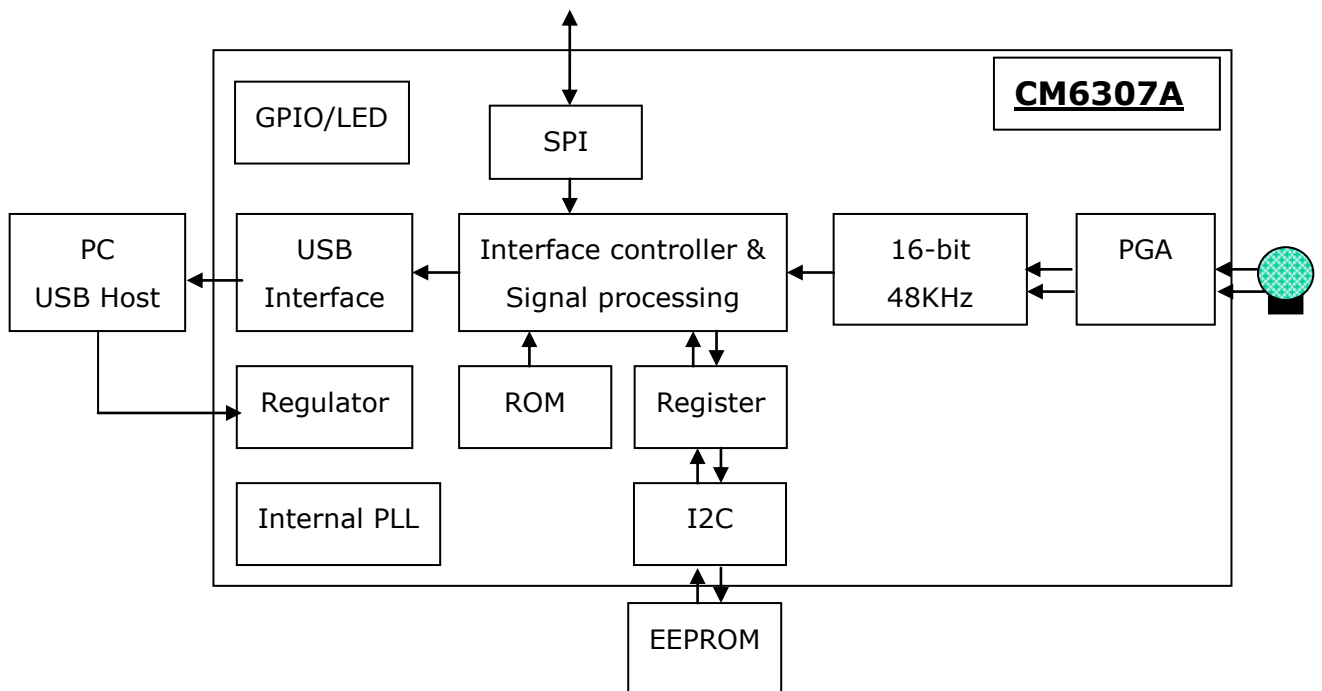 CM6307A
GPIO/LED
SPI
PC
USB Host
USB
Interface
Interface controller &
Signal processing
16-bit
48KHz
PGA
Regulator
ROM
Register
Internal PLL
I2C
EEPROM